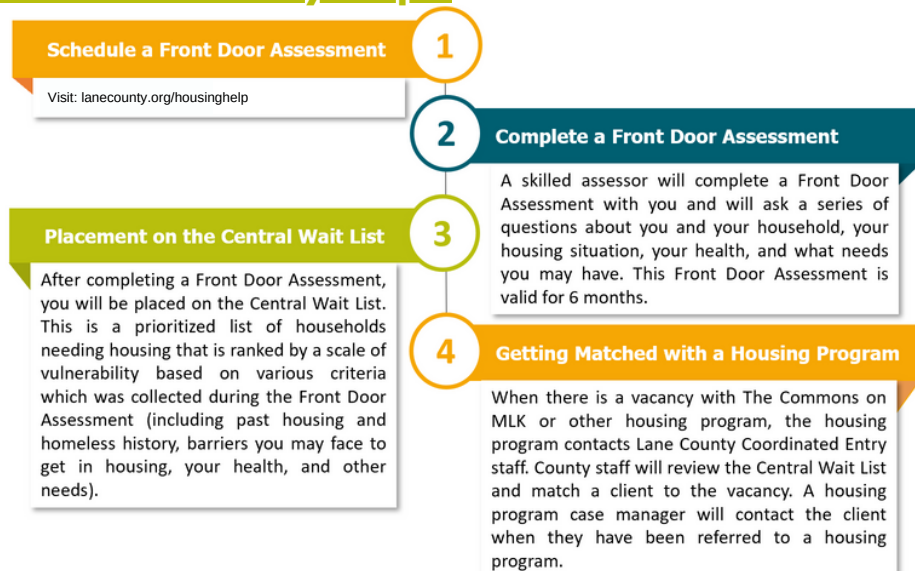 Schedule a Front Door Assessment
1
Visit: lanecounty.org/housinghelp
2
Complete a Front Door Assessment
A skilled assessor will complete a Front Door
Assessment with you and will ask a series of
questions about you and your household, your
housing situation, your health, and what needs
you may have. This Front Door Assessment is
valid for 6 months.
Placement on the Central Wait List
3
After completing a Front Door Assessment,
you will be placed on the Central Wait List.
This is a prioritized list of households
needing housing that is ranked by a scale of
vulnerability based on various criteria
which was collected during the Front Door
Assessment (including past housing and
homeless history, barriers you may face to
get in housing, your health, and other
needs).
4
Getting Matched with a Housing Program
When there is a vacancy with The Commons on
MLK or other housing program, the housing
program contacts Lane County Coordinated Entry
staff. County staff will review the Central Wait List
and match a client to the vacancy. A housing
program case manager will contact the client
when they have been referred to a housing
program.